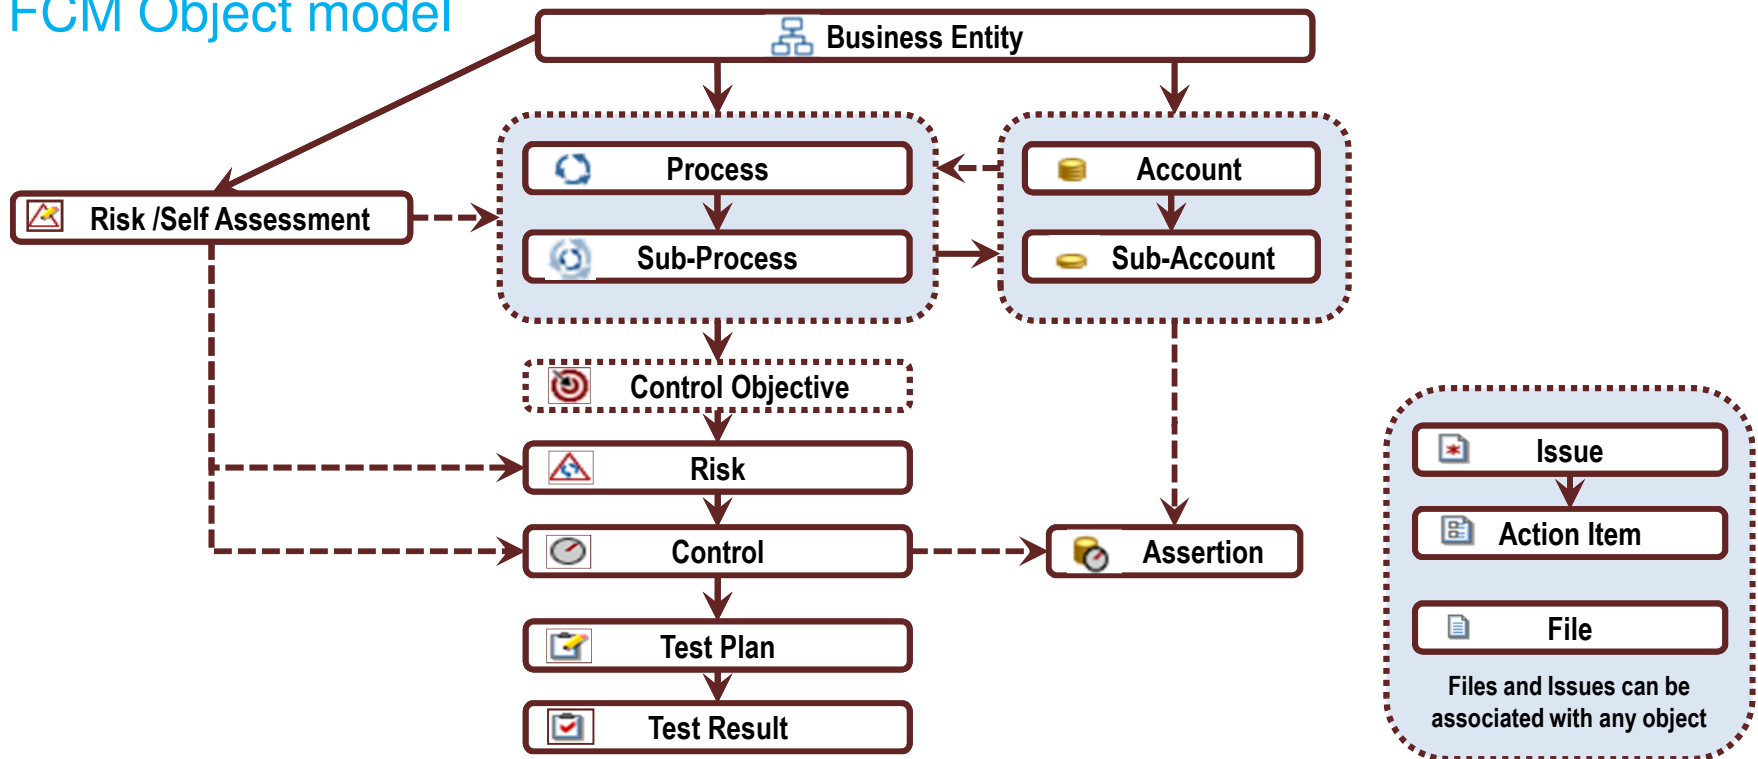 FCM Object model
Business Entity
Process
Account
Risk /Self Assessment
Sub-Process
Sub-Account
Control Objective
Risk
Issue
Control
Assertion
Action Item
Test Plan
File
Test Result
Files and Issues can be
associated with any object